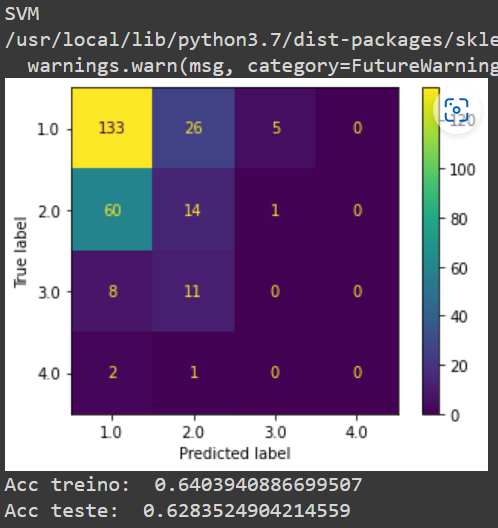 SVM
/usr/local/lib/python3.7/dist-packages/skle
warnings.warn(msg, category=FutureWarning
1.0 133 26 5 0
120
2.0 60 14 1 0
100
80
3.0 8 11 0 0
60
40
4.0 2 1 0 0
20
0
True label
1.0 2.0 3.0 4.0
Predicted label
Acc treino: 0.6403940886699507
Acc teste: 0.6283524904214559